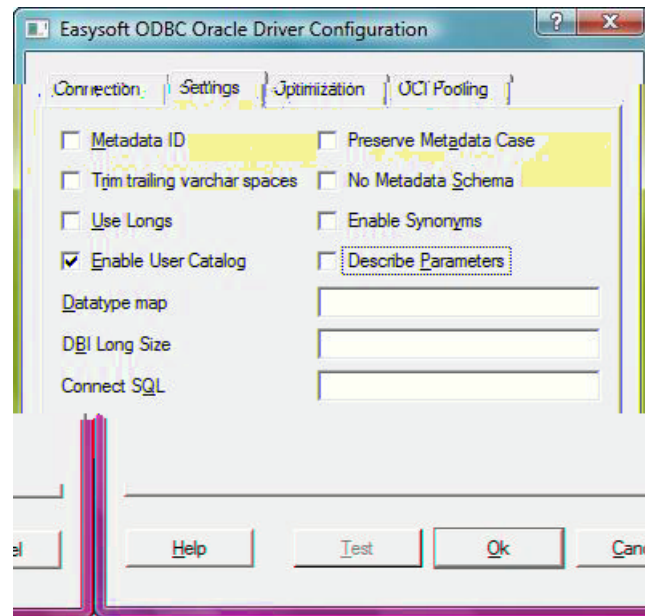 Easysoft ODBC Oracle Driver Configuration
Connection Settings Optimization OCI Pooling
Metadata ID Preserve Metadata Case
Trim trailing varchar spaces No Metadata Schema
Use Longs Enable Synonyms
Enable User Catalog Describe Parameters
Datatype map
DBI Long Size
Connect SQL
el Help Test Ok Can